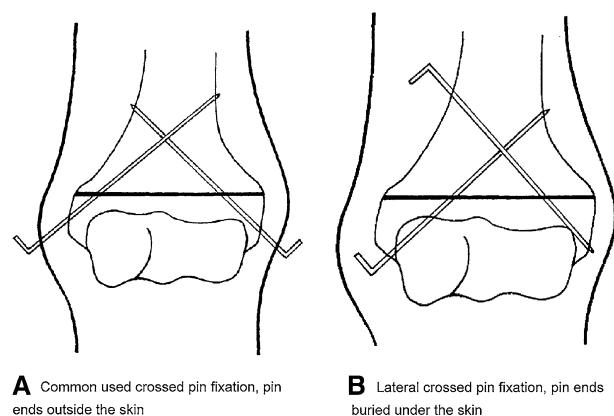 A Common used crossed pin fixation, pin
ends outside the skin
B Lateral crossed pin fixation, pin ends
buried under the skin